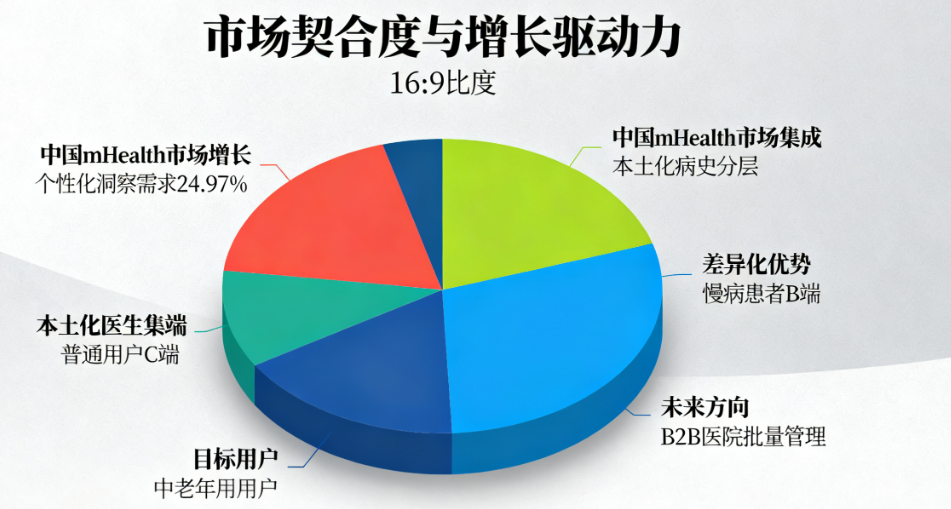 市场契合度与增长驱动力
16:9比度
中国mHealth市场增长
个性化洞察需求24.97%
中国mHealth市场集成
本土化病史分层
差异化优势
慢病患者B端
本土化医生集端
普通用户C端
未来方向
B2B医院批量管理
目标用户
中老年用用户